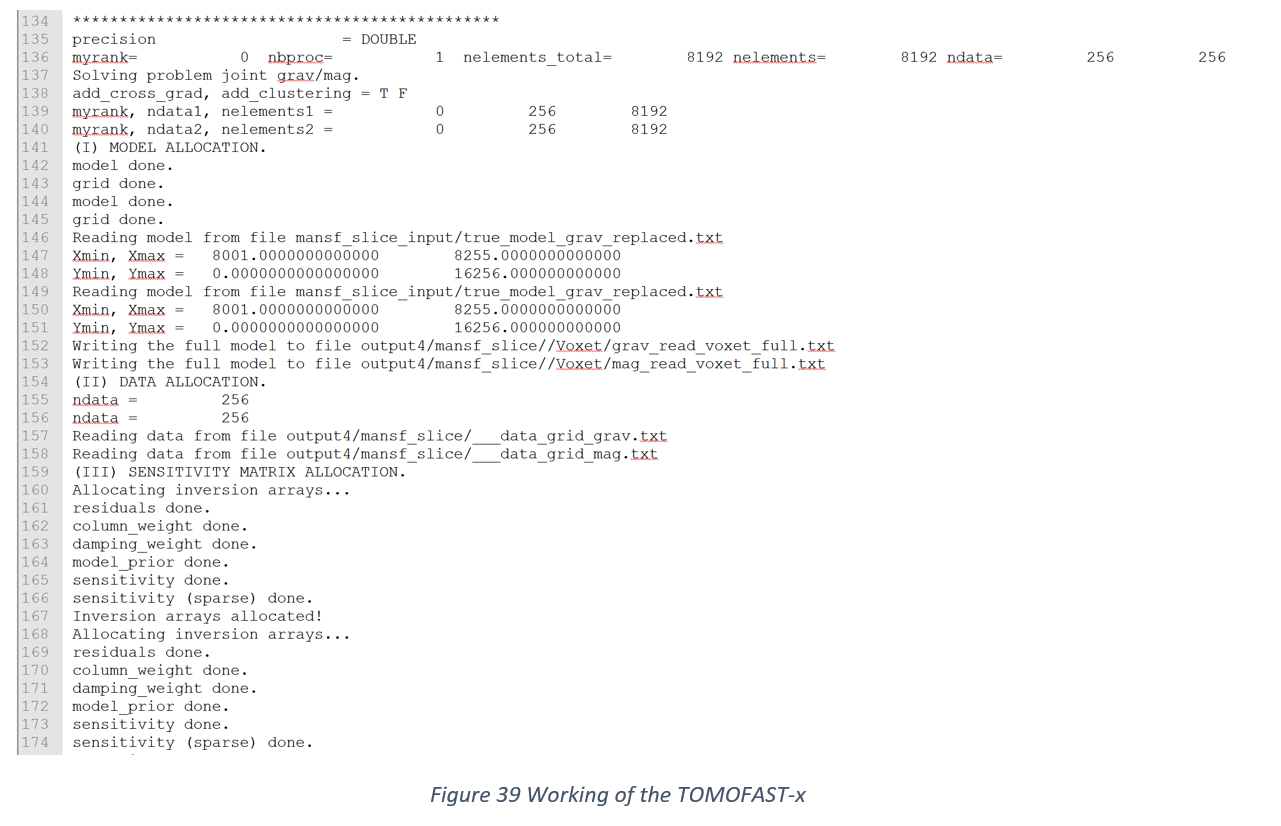 134 **********************************************
135 precision = DOUBLE
136 myrank= 0 nbproc= 1 nelements_total= 8192 nelements= 8192 ndata= 256 256
137 Solving problem joint grav/mag.
138 add_cross_grad, add_clustering = T F
139 myrank, ndata1, nelements1 = 0 256 8192
140 myrank, ndata2, nelements2 = 0 256 8192
141 (I) MODEL ALLOCATION.
142 model done.
143 grid done.
144 model done.
145 grid done.
146 Reading model from file mansf_slice_input/true_model_grav_replaced.txt
147 Xmin, Xmax = 8001.0000000000000 8255.0000000000000
148 Ymin, Ymax = 0.0000000000000000 16256.000000000000
149 Reading model from file mansf_slice_input/true_model_grav_replaced.txt
150 Xmin, Xmax = 8001.0000000000000 8255.0000000000000
151 Ymin, Ymax = 0.0000000000000000 16256.000000000000
152 Writing the full model to file output4/mansf_slice//Voxet/grav_read_voxet_full.txt
153 Writing the full model to file output4/mansf_slice//Voxet/mag_read_voxet_full.txt
154 (II) DATA ALLOCATION.
155 ndata = 256
156 ndata = 256
157 Reading data from file output4/mansf_slice/___data_grid_grav.txt
158 Reading data from file output4/mansf_slice/___data_grid_mag.txt
159 (III) SENSITIVITY MATRIX ALLOCATION.
160 Allocating inversion arrays...
161 residuals done.
162 column_weight done.
163 damping_weight done.
164 model_prior done.
165 sensitivity done.
166 sensitivity (sparse) done.
167 Inversion arrays allocated!
168 Allocating inversion arrays...
169 residuals done.
170 column_weight done.
171 damping_weight done.
172 model_prior done.
173 sensitivity done.
174 sensitivity (sparse) done.
Figure 39 Working of the TOMOFAST-x